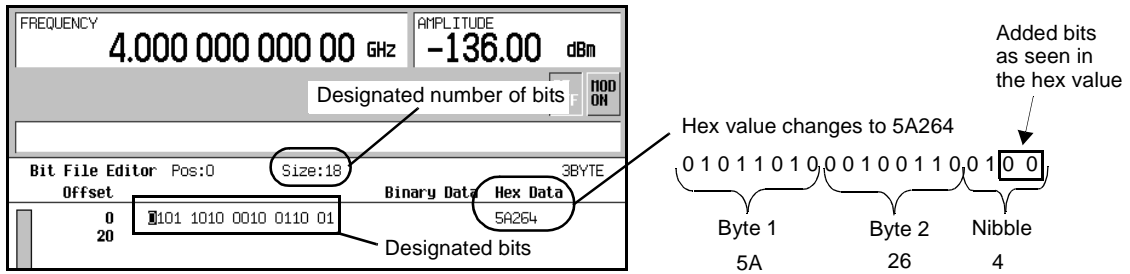 FREQUENCY
4.000 000 000 00 GHz
AMPLITUDE
-136.00 dBm
MOD
ON
F
Designated number of bits
Bit File Editor Pos:0 Size:18 3BYTE
Offset Binary Data Hex Data
0 0101 1010 0010 0110 01 5A264
20
Designated bits
Added bits
as seen in
the hex value
Hex value changes to 5A264
0 1 0 1 1 0 1 0 0 0 1 0 0 1 1 0 0 1 0 0
Byte 1 Byte 2 Nibble
5A 26 4